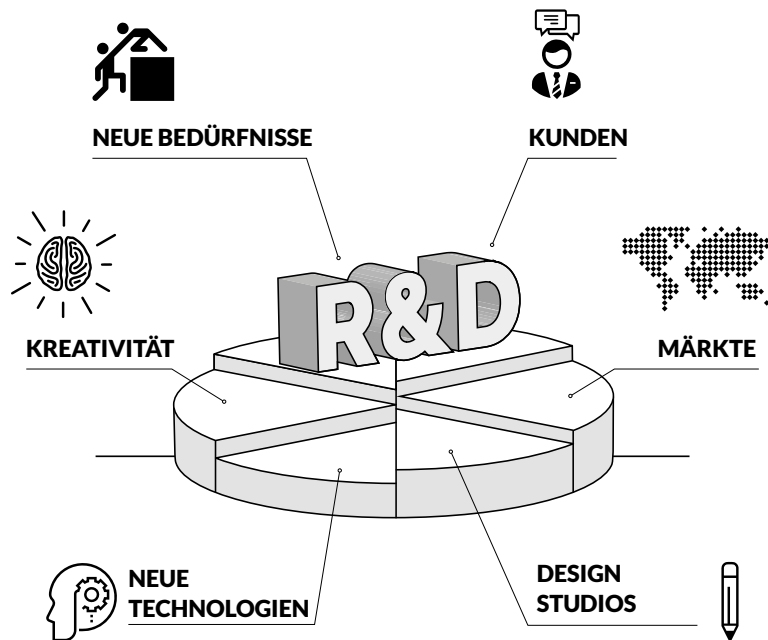 NEUE BEDÜRFNISSE
KUNDEN
R&D
KREATIVITÄT
MÄRKTE
NEUE
TECHNOLOGIEN
DESIGN
STUDIOS